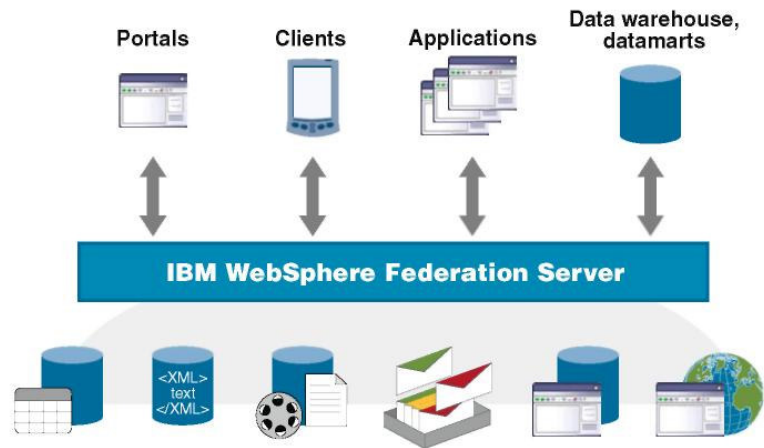 Portals
Clients
Applications
Data warehouse,
datamarts
IBM WebSphere Federation Server
<XML>
text
</XML>